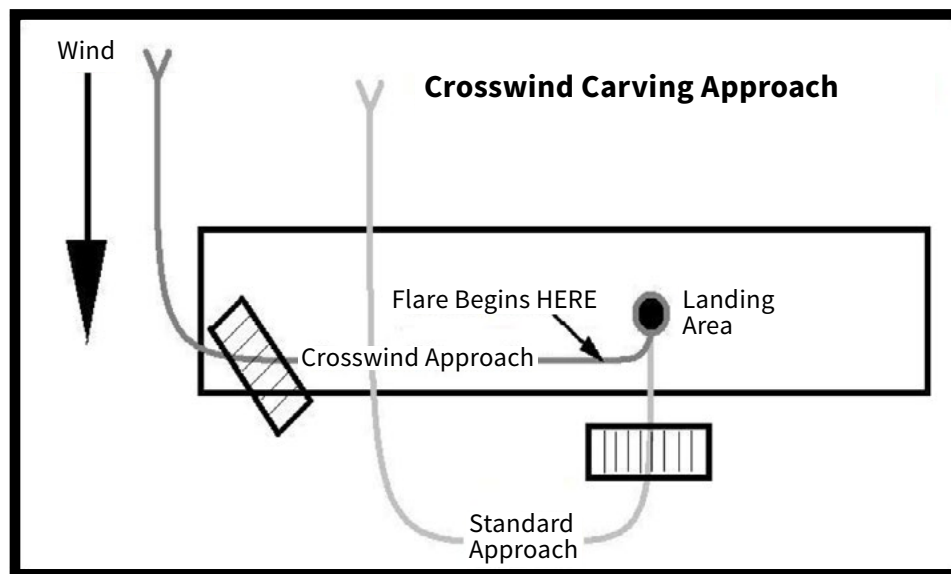 Wind
Crosswind Carving Approach
Flare Begins HERE
Landing
Area
Crosswind Approach
Standard
Approach